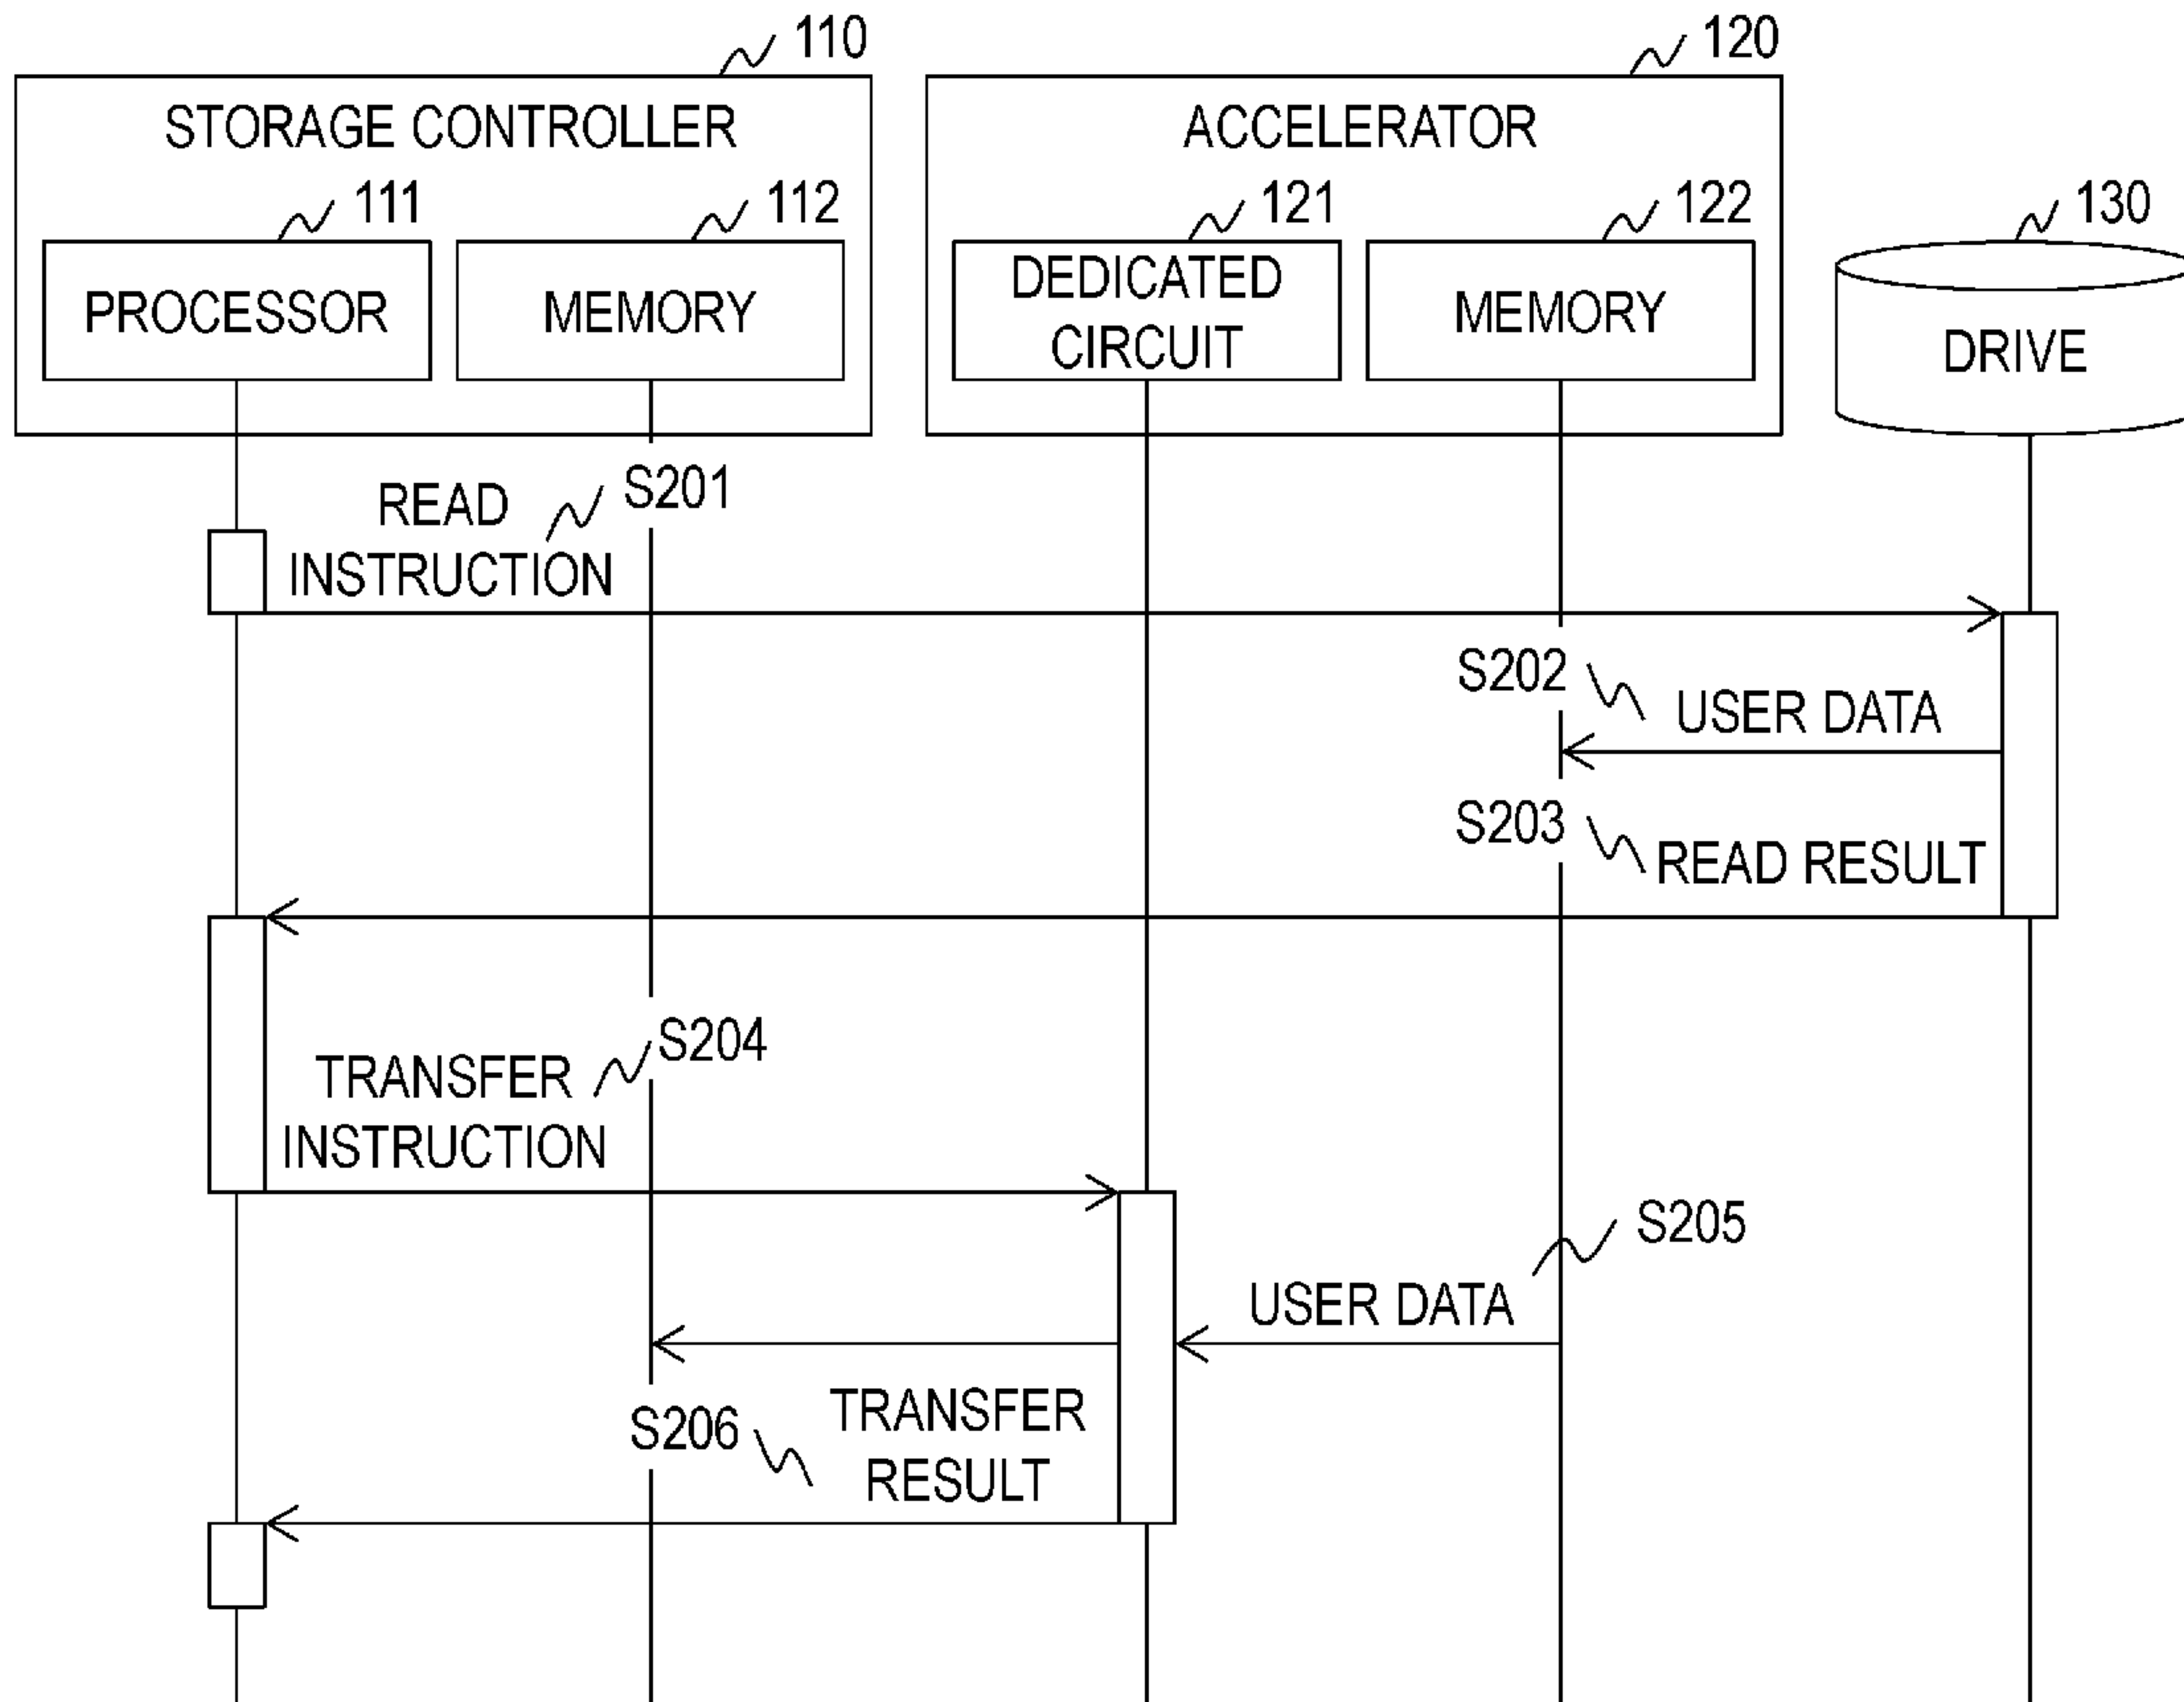 110
120
STORAGE CONTROLLER
ACCELERATOR
111
112
121
122
130
PROCESSOR
MEMORY
DEDICATED
CIRCUIT
MEMORY
DRIVE
S201
READ
INSTRUCTION
S202
USER DATA
S203
READ RESULT
S204
TRANSFER
INSTRUCTION
S205
USER DATA
S206
TRANSFER
RESULT